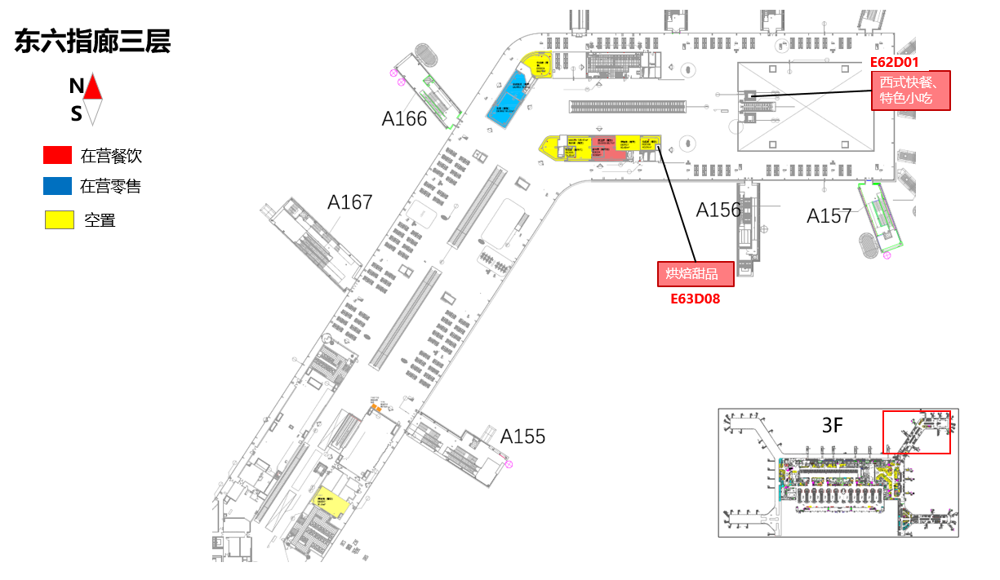 东六指廊三层
N
S
在营餐饮
在营零售
空置
A166
A167
E62D01
西式快餐、
特色小吃
A156
A157
烘焙甜品
E63D08
A155
3F